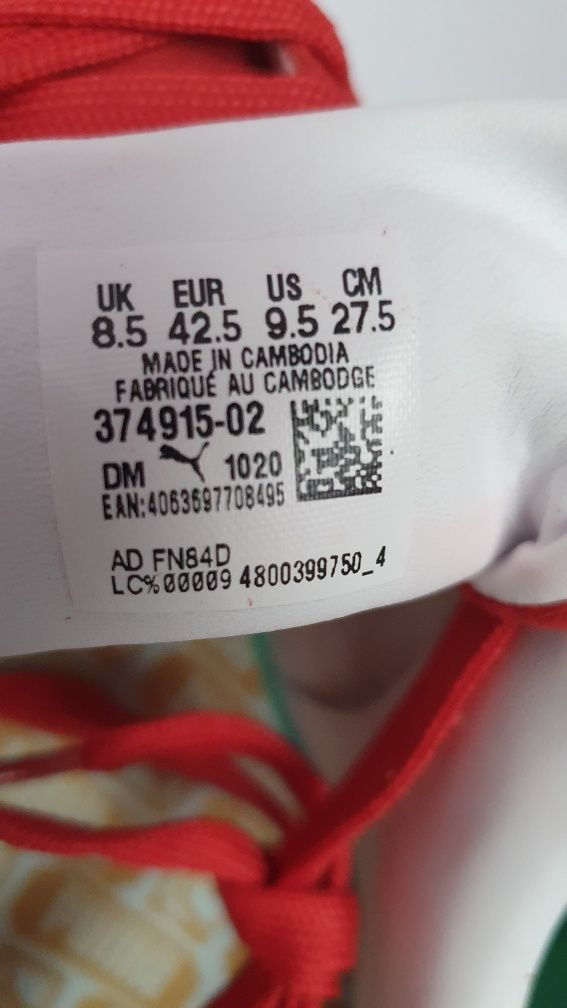 UK EUR US CM
8.5 42.5 9.5 27.5
MADE IN CAMBODIA
FABRIQUÉ AU CAMBODGE
374915-02
DM 1020
EAN:4063697708495
AD FN84D
LC%00009 4800399750_4